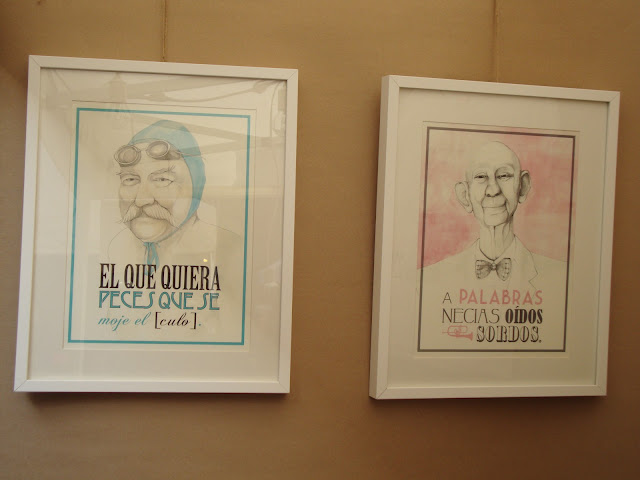 EL QUE QUIERA
PECES QUE SE
moje el [culo].
A PALABRAS
NECIAS OÍDOS
SORDOS.